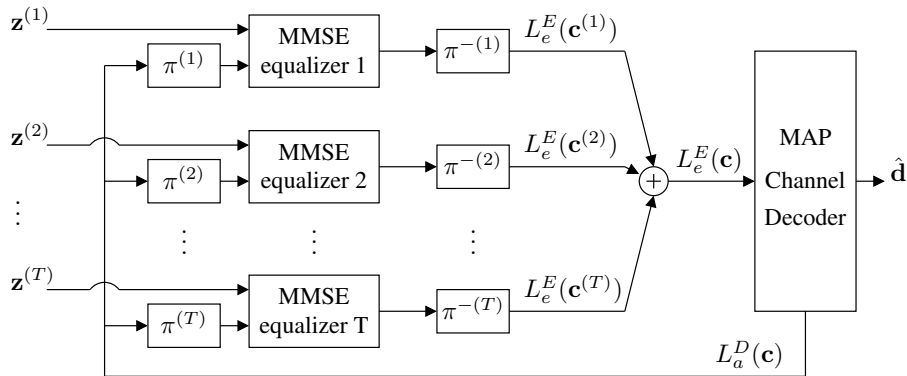 z^(1)
π^(1)
MMSE
equalizer 1
π^−(1)
L_e^E(c^(1))
z^(2)
π^(2)
MMSE
equalizer 2
π^−(2)
L_e^E(c^(2))
+
L_e^E(c)
MAP
Channel
Decoder
d̂
⋮
⋮ ⋮ ⋮
z^(T)
π^(T)
MMSE
equalizer T
π^−(T)
L_e^E(c^(T))
L_a^D(c)